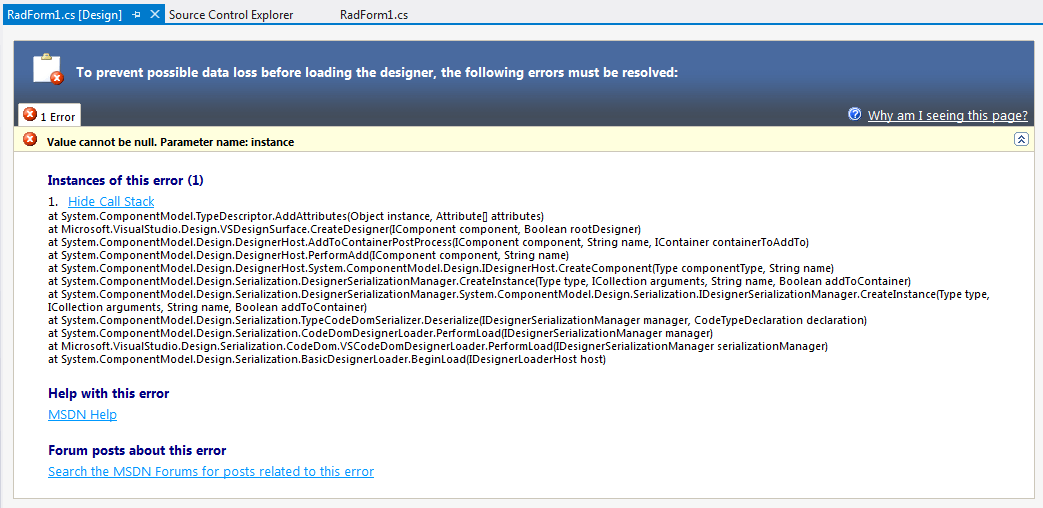 RadForm1.cs [Design] Source Control Explorer RadForm1.cs
To prevent possible data loss before loading the designer, the following errors must be resolved:
1 Error Why am I seeing this page?
Value cannot be null. Parameter name: instance
Instances of this error (1)
1. Hide Call Stack
at System.ComponentModel.TypeDescriptor.AddAttributes(Object instance, Attribute[] attributes)
at Microsoft.VisualStudio.Design.VSDesignSurface.CreateDesigner(IComponent component, Boolean rootDesigner)
at System.ComponentModel.Design.DesignerHost.AddToContainerPostProcess(IComponent component, String name, IContainer containerToAddTo)
at System.ComponentModel.Design.DesignerHost.PerformAdd(IComponent component, String name)
at System.ComponentModel.Design.DesignerHost.System.ComponentModel.Design.IDesignerHost.CreateComponent(Type componentType, String name)
at System.ComponentModel.Design.Serialization.DesignerSerializationManager.CreateInstance(Type type, ICollection arguments, String name, Boolean addToContainer)
at System.ComponentModel.Design.Serialization.DesignerSerializationManager.System.ComponentModel.Design.Serialization.IDesignerSerializationManager.CreateInstance(Type type,
ICollection arguments, String name, Boolean addToContainer)
at System.ComponentModel.Design.Serialization.TypeCodeDomSerializer.Deserialize(IDesignerSerializationManager manager, CodeTypeDeclaration declaration)
at System.ComponentModel.Design.Serialization.CodeDomDesignerLoader.PerformLoad(IDesignerSerializationManager manager)
at Microsoft.VisualStudio.Design.Serialization.CodeDom.VSCodeDomDesignerLoader.PerformLoad(IDesignerSerializationManager serializationManager)
at System.ComponentModel.Design.Serialization.BasicDesignerLoader.BeginLoad(IDesignerLoaderHost host)
Help with this error
MSDN Help
Forum posts about this error
Search the MSDN Forums for posts related to this error